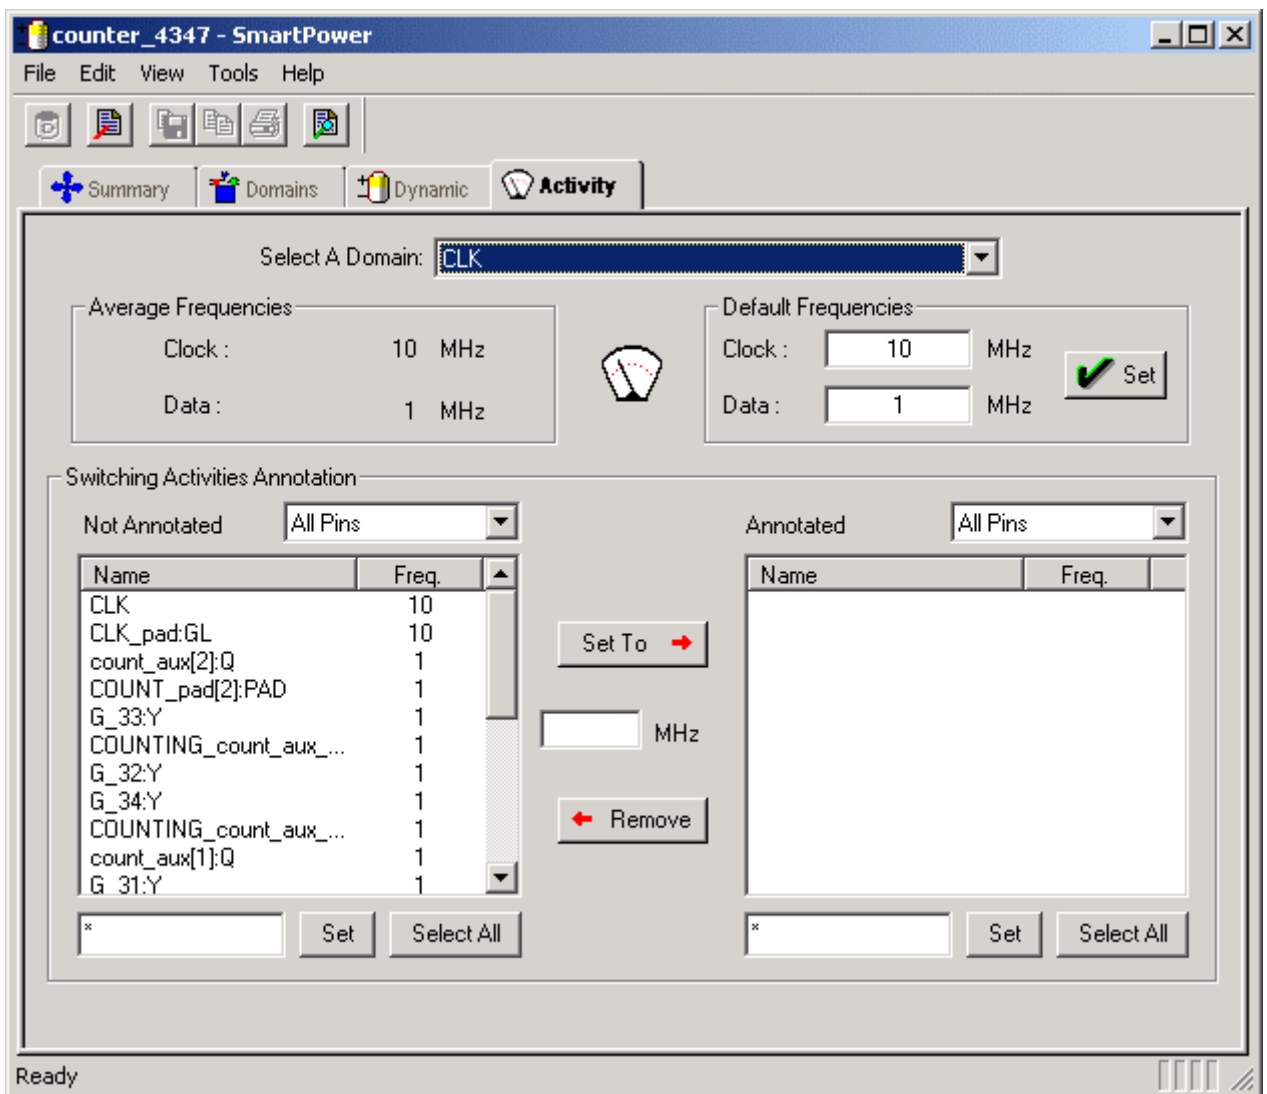 counter_4347 - SmartPower
File Edit View Tools Help
Summary Domains Dynamic Activity
Select A Domain: CLK
Average Frequencies
Clock : 10 MHz
Data : 1 MHz
Default Frequencies
Clock : 10 MHz
Data : 1 MHz
Set
Switching Activities Annotation
Not Annotated All Pins
Name Freq.
CLK 10
CLK_pad:GL 10
count_aux[2]:Q 1
COUNT_pad[2]:PAD 1
G_33:Y 1
COUNTING_count_aux_... 1
G_32:Y 1
G_34:Y 1
COUNTING_count_aux_... 1
count_aux[1]:Q 1
G_31:Y 1
* Set Select All
Set To
MHz
Remove
Annotated All Pins
Name Freq.
* Set Select All
Ready